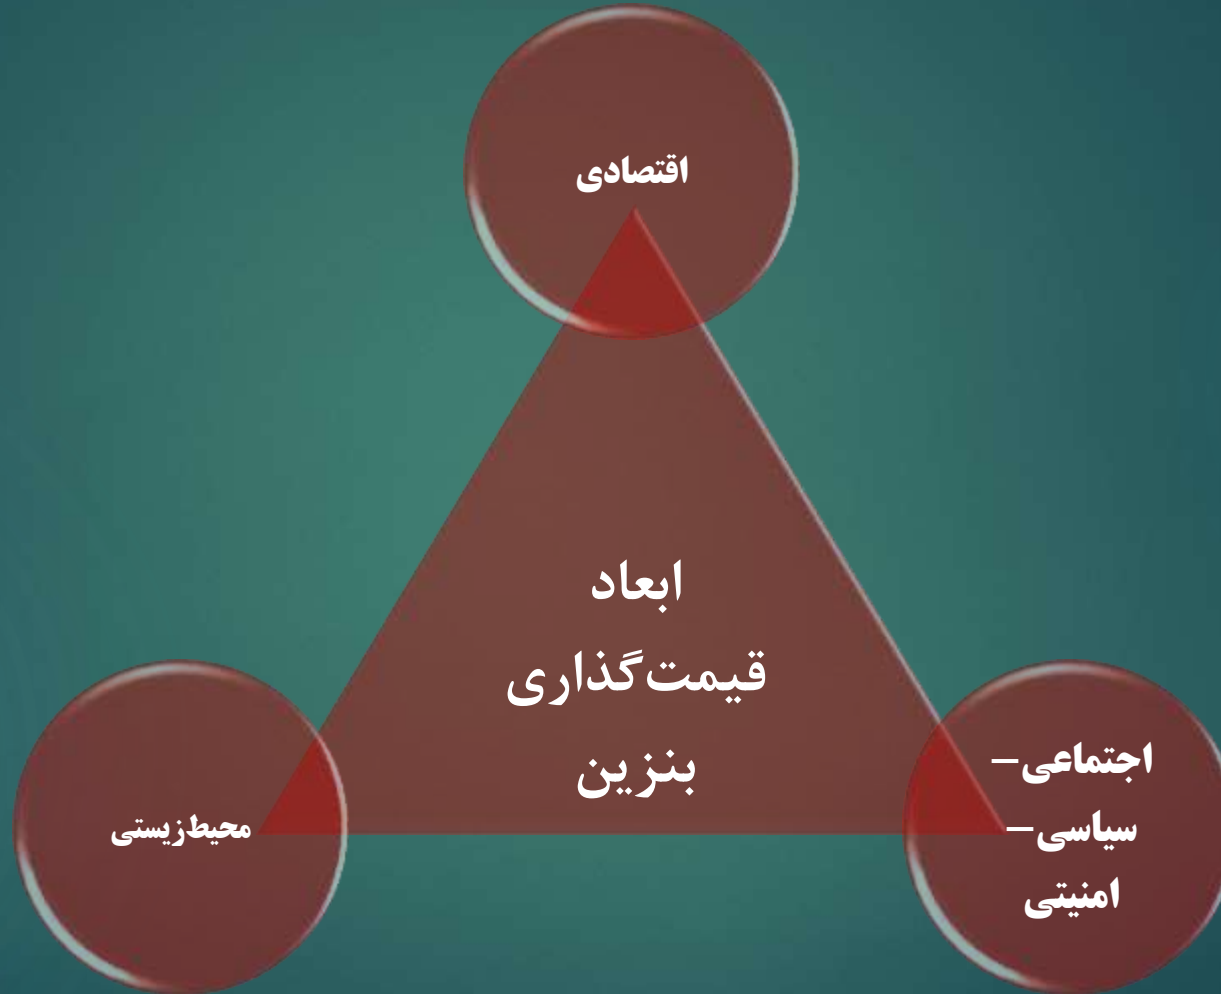 اقتصادی
ابعاد
قیمت‌گذاری
بنزین
اجتماعی–
سیاسی–
امنیتی
محیط‌زیستی